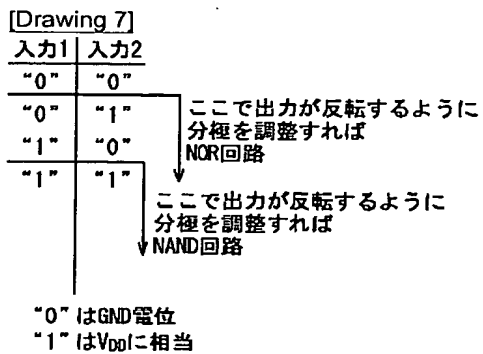 [Drawing 7]
入力1 入力2
“0” “0”
“0” “1”
“1” “0”
“1” “1”
ここで出力が反転するように
分極を調整すれば
NOR回路
ここで出力が反転するように
分極を調整すれば
NAND回路
“0”はGND電位
“1”はVDDに相当